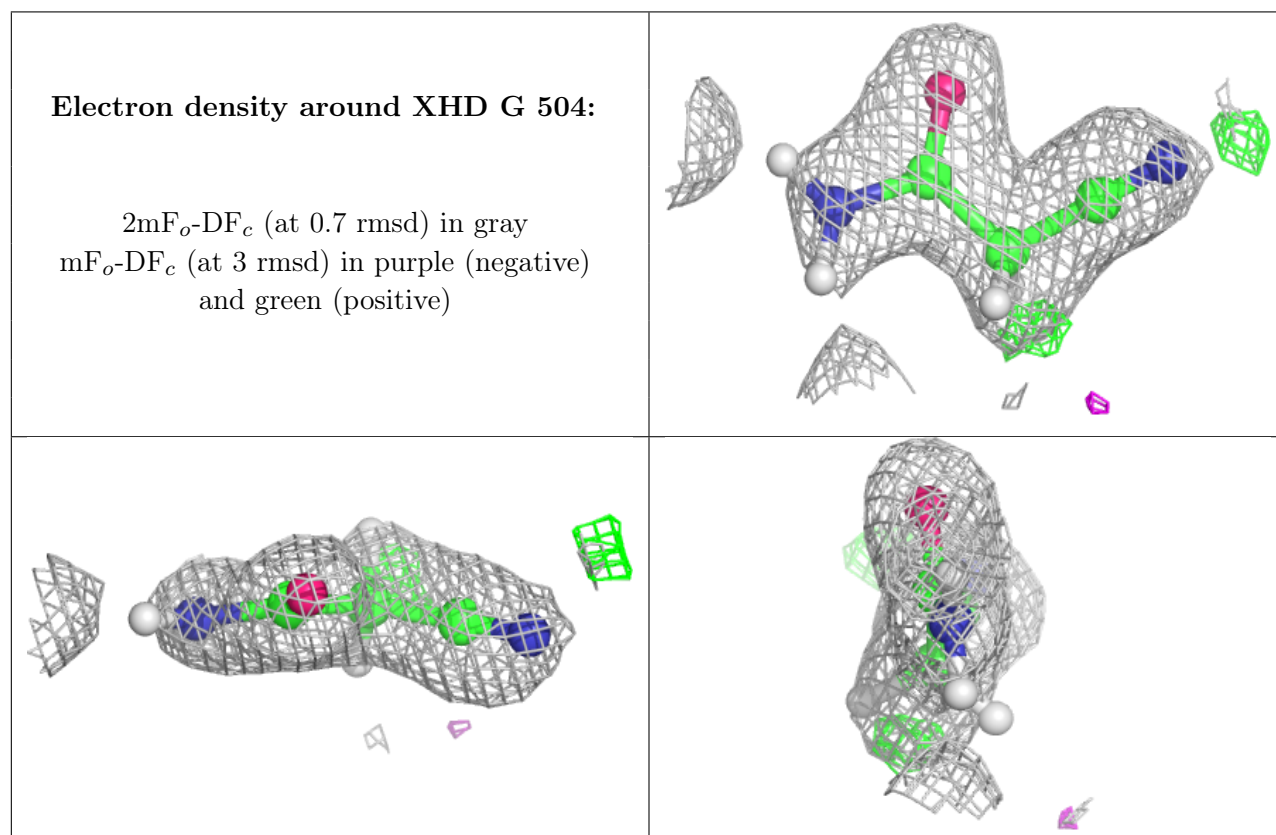 Electron density around XHD G 504:
2mFo-DFc (at 0.7 rmsd) in gray
mFo-DFc (at 3 rmsd) in purple (negative)
and green (positive)